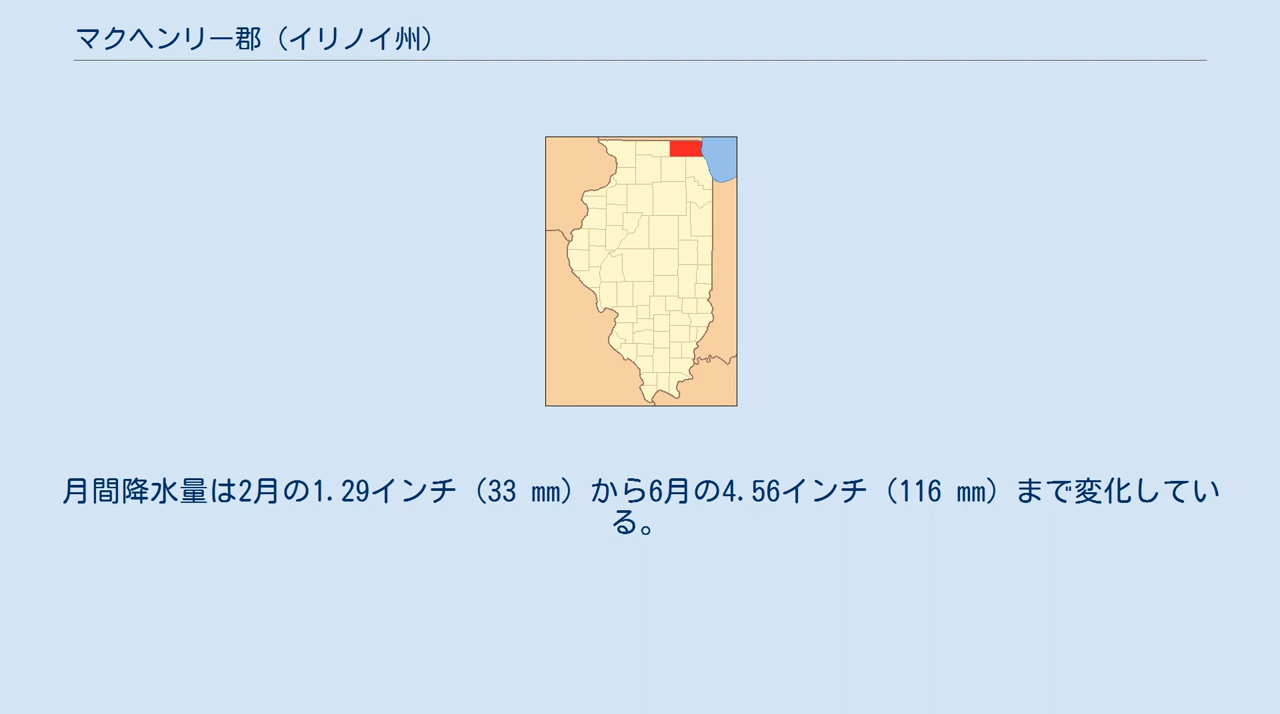 マクヘンリー郡（イリノイ州）
月間降水量は2月の1.29インチ（33 mm）から6月の4.56インチ（116 mm）まで変化してい
る。